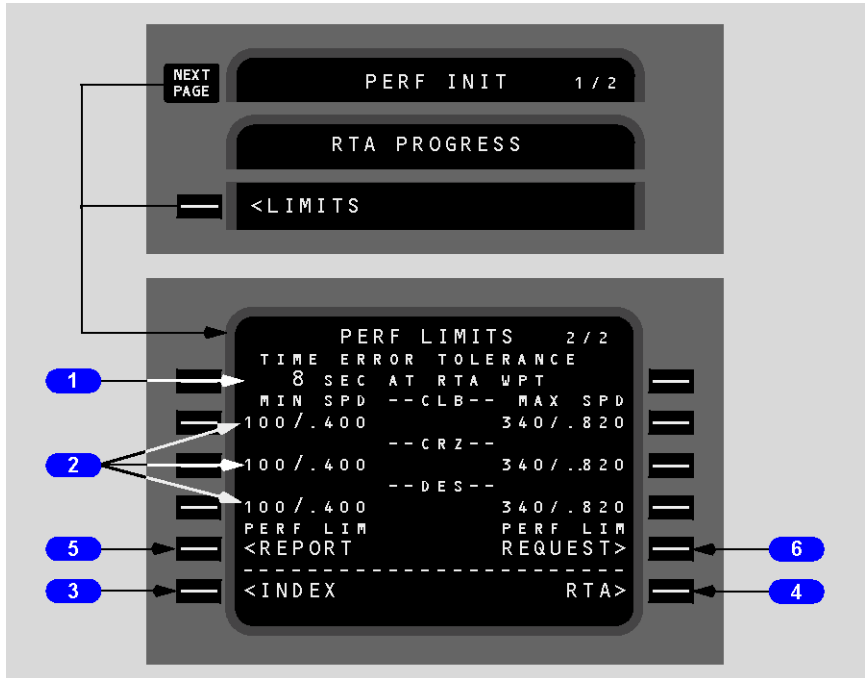 NEXT
PAGE
PERF INIT 1/2
RTA PROGRESS
<LIMITS
PERF LIMITS 2/2
TIME ERROR TOLERANCE
1
8 SEC AT RTA WPT
MIN SPD --CLB-- MAX SPD
100/.400 340/.820
--CRZ--
2
100/.400 340/..820
--DES--
100/.400 340/.820
PERF LIM PERF LIM
5
<REPORT REQUEST>
6
------------------------
3
<INDEX RTA>
4